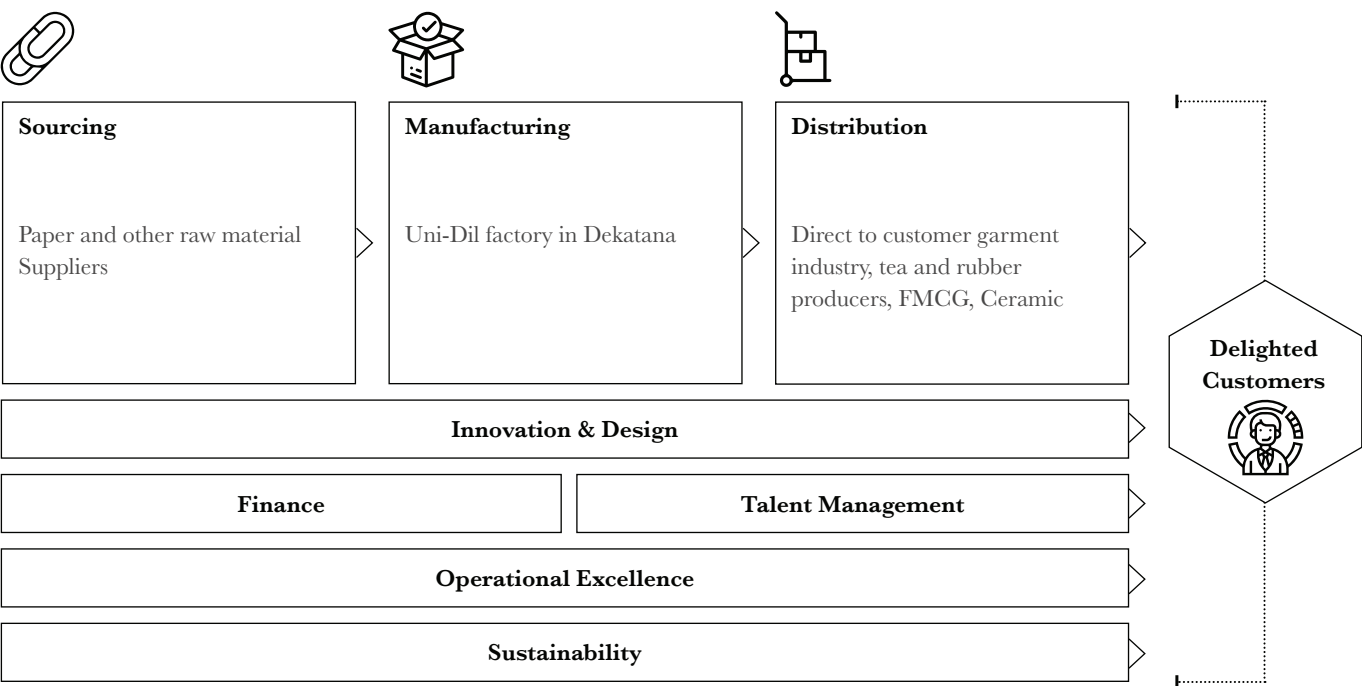 Sourcing
Paper and other raw material
Suppliers
Manufacturing
Uni-Dil factory in Dekatana
Distribution
Direct to customer garment
industry, tea and rubber
producers, FMCG, Ceramic
Delighted
Customers
Innovation & Design
Finance
Talent Management
Operational Excellence
Sustainability